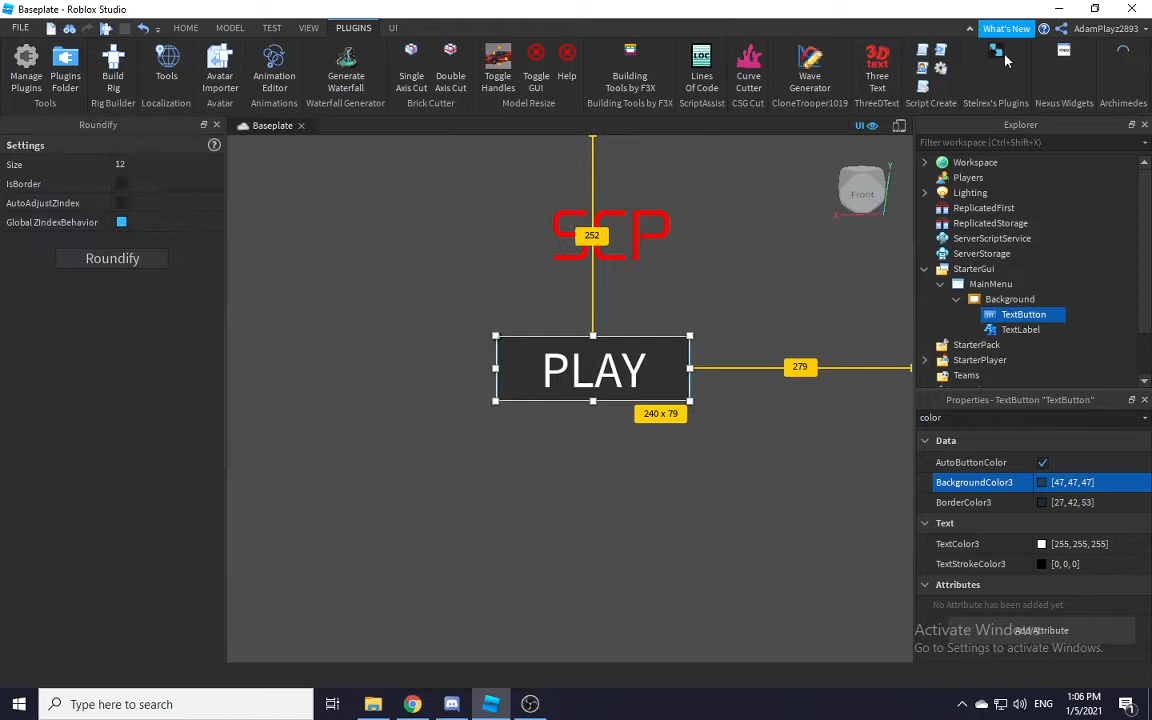 Baseplate - Roblox Studio
FILE
HOME
MODEL
TEST
VIEW
PLUGINS
UI
What's New
AdamPlayz2893
Manage Plugins
Plugins Folder
Build Rig
Tools
Avatar Importer
Animation Editor
Generate Waterfall
Single Axis Cut
Double Axis Cut
Toggle Handles
Toggle GUI
Help
Building Tools by F3X
LOC
Lines Of Code
Curve Cutter
Wave Generator
3D text
Three Text
Tools
Rig Builder
Localization
Avatar
Animations
Waterfall Generator
Brick Cutter
Model Resize
Building Tools by F3X
ScriptAssist
CSG Cut
CloneTrooper1019
ThreeDText
Script Create
Stelrex's Plugins
Nexus Widgets
Archimedes
Roundify
Settings
Size
12
IsBorder
AutoAdjustZIndex
Global ZIndexBehavior
Roundify
Baseplate
UI
Front
X
Y
SCP
252
PLAY
279
240 x 79
Explorer
Filter workspace (Ctrl+Shift+X)
Workspace
Players
Lighting
ReplicatedFirst
ReplicatedStorage
ServerScriptService
ServerStorage
StarterGui
MainMenu
Background
TextButton
TextLabel
StarterPack
StarterPlayer
Teams
Properties - TextButton "TextButton"
color
Data
AutoButtonColor
BackgroundColor3
[47, 47, 47]
BorderColor3
[27, 42, 53]
Text
TextColor3
[255, 255, 255]
TextStrokeColor3
[0, 0, 0]
Attributes
No Attribute has been added yet
Add Attribute
Activate Windows
Go to Settings to activate Windows.
Type here to search
ENG
1:06 PM
1/5/2021
1